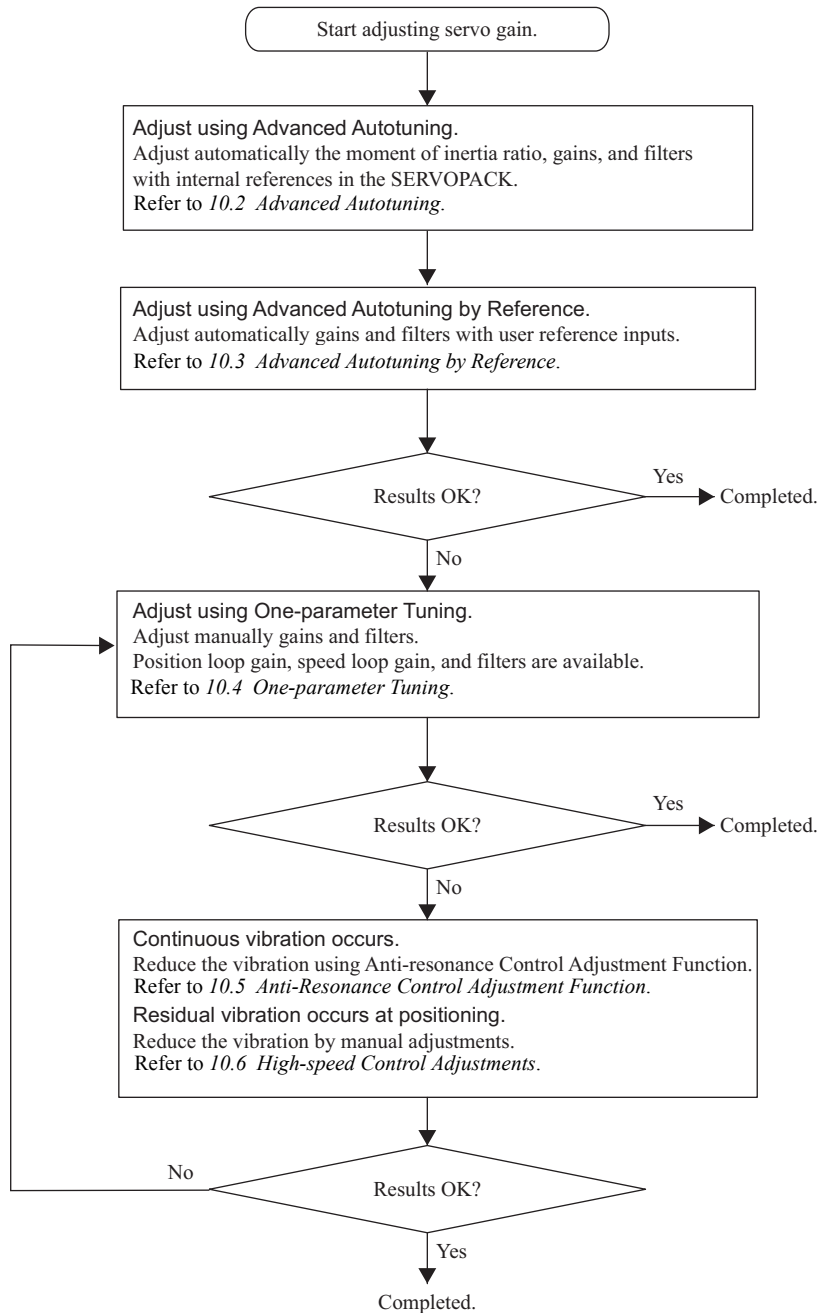 Start adjusting servo gain.
Adjust using Advanced Autotuning.
Adjust automatically the moment of inertia ratio, gains, and filters
with internal references in the SERVOPACK.
Refer to 10.2 Advanced Autotuning.
Adjust using Advanced Autotuning by Reference.
Adjust automatically gains and filters with user reference inputs.
Refer to 10.3 Advanced Autotuning by Reference.
Results OK?
Yes
Completed.
No
Adjust using One-parameter Tuning.
Adjust manually gains and filters.
Position loop gain, speed loop gain, and filters are available.
Refer to 10.4 One-parameter Tuning.
Results OK?
Yes
Completed.
No
Continuous vibration occurs.
Reduce the vibration using Anti-resonance Control Adjustment Function.
Refer to 10.5 Anti-Resonance Control Adjustment Function.
Residual vibration occurs at positioning.
Reduce the vibration by manual adjustments.
Refer to 10.6 High-speed Control Adjustments.
No
Results OK?
Yes
Completed.